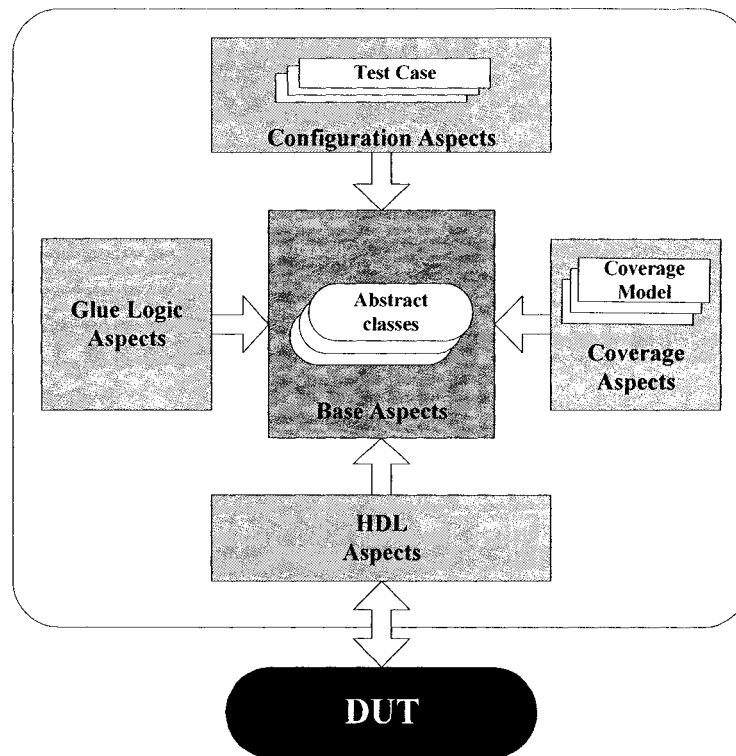 Test Case
Configuration Aspects
Glue Logic
Aspects
Abstract
classes
Base Aspects
Coverage
Model
Coverage
Aspects
HDL
Aspects
DUT